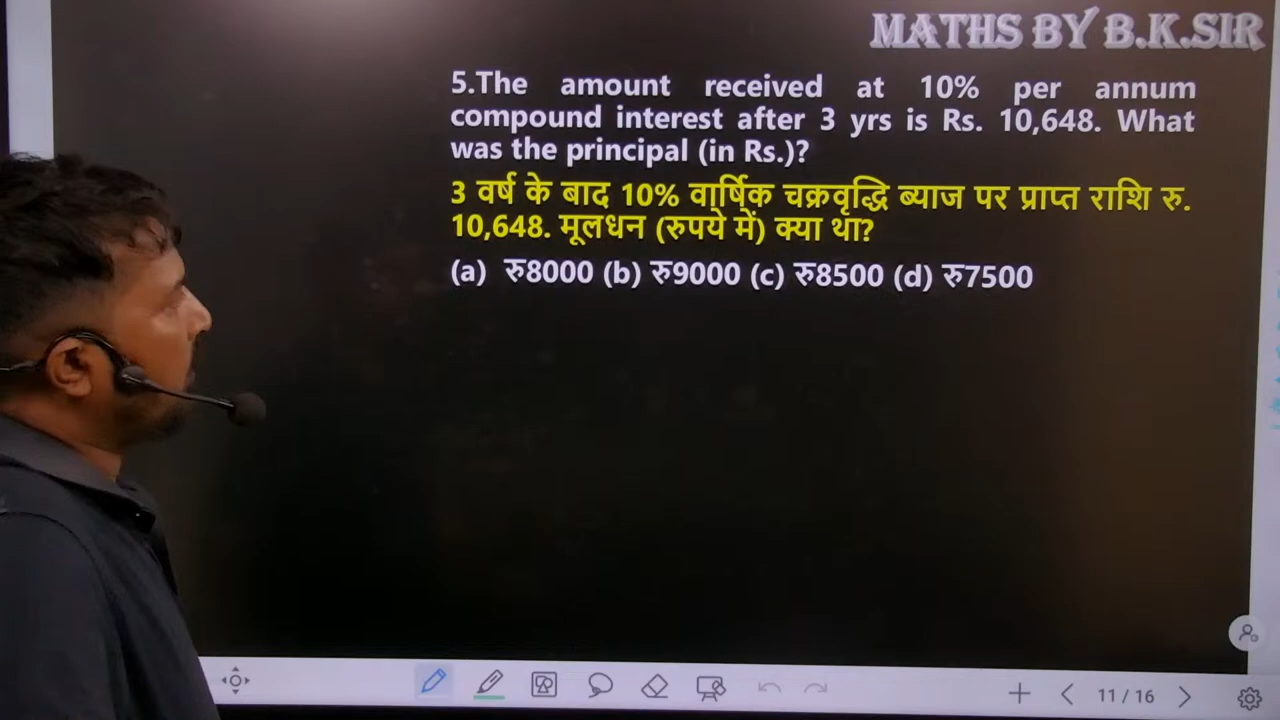 MATHS BY B.K.SIR
5.The amount received at 10% per annum
compound interest after 3 yrs is Rs. 10,648. What
was the principal (in Rs.)?
3 वर्ष के बाद 10% वार्षिक चक्रवृद्धि ब्याज पर प्राप्त राशि रु.
10,648. मूलधन (रुपये में) क्या था?
(a) रु8000 (b) रु9000 (c) रु8500 (d) रु7500
11 / 16